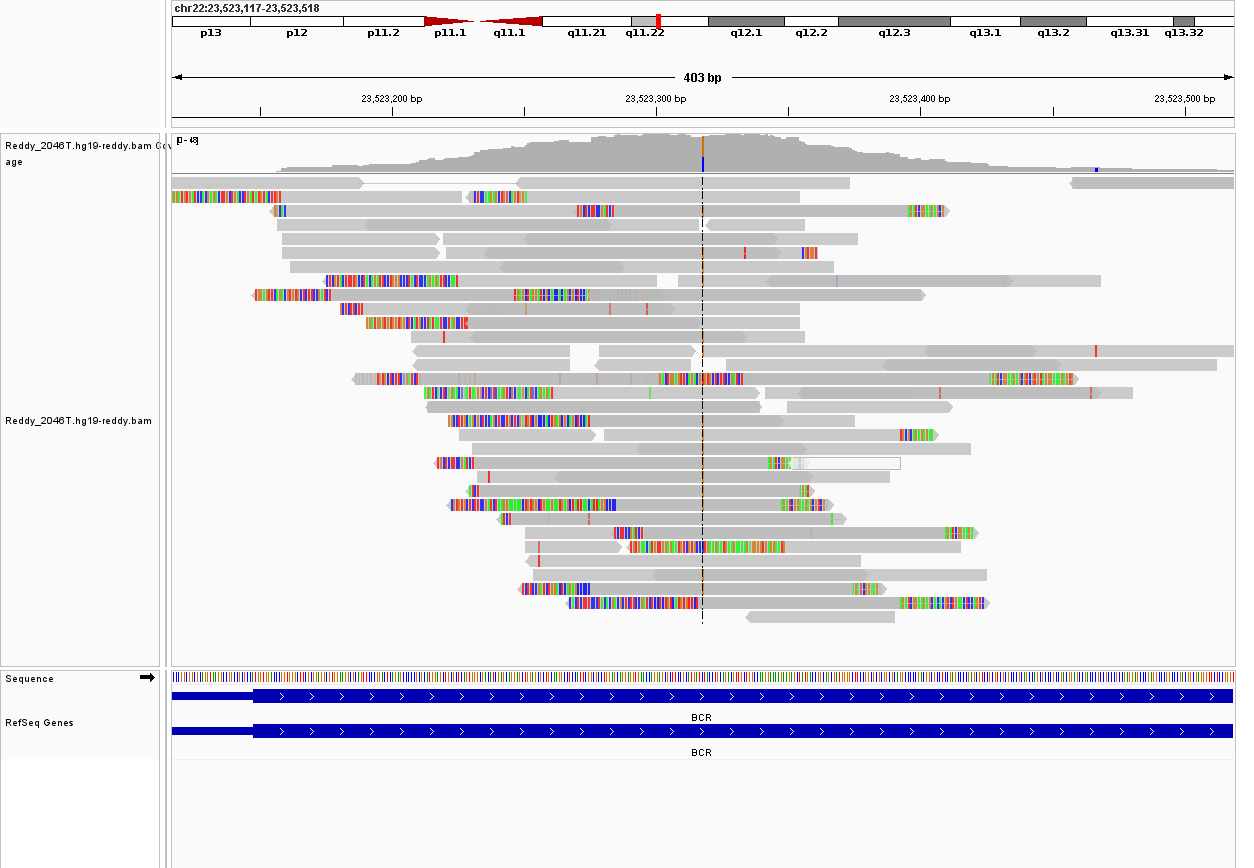 chr22:23,523,117-23,523,518
p13 p12 p11.2 p11.1 q11.1 q11.21 q11.22 q12.1 q12.2 q12.3 q13.1 q13.2 q13.31 q13.32
403 bp
23,523,200 bp 23,523,300 bp 23,523,400 bp 23,523,500 bp
Reddy_2046T.hg19-reddy.bam Cov
age
Reddy_2046T.hg19-reddy.bam
Sequence
RefSeq Genes
BCR
BCR